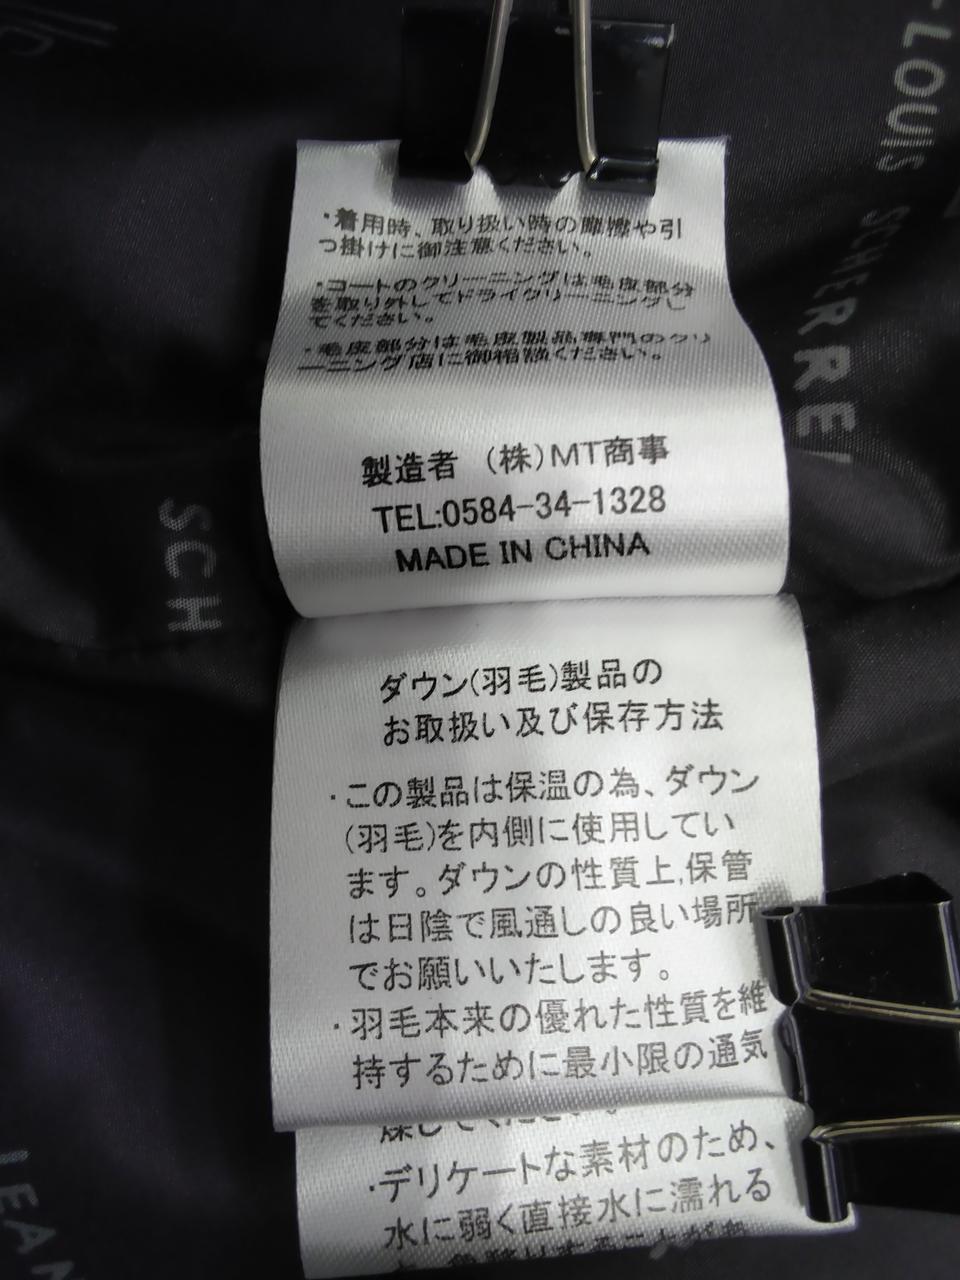 ・着用時、取り扱い時の摩擦や引
っ掛けに御注意ください。
・コートのクリーニングは毛皮部分
を取り外してドライクリーニングし
てください。
・毛皮部分は毛皮製品専門のクリ
ーニング店に御相談ください。
製造者 (株)MT商事
TEL:0584-34-1328
MADE IN CHINA
ダウン(羽毛)製品の
お取扱い及び保存方法
・この製品は保温の為、ダウン
(羽毛)を内側に使用してい
ます。ダウンの性質上,保管
は日陰で風通しの良い場所
でお願いいたします。
・羽毛本来の優れた性質を維
持するために最小限の通気
燥してください。
・デリケートな素材のため、
水に弱く直接水に濡れる
-LOUIS SCHERRE
SCH
JEAN